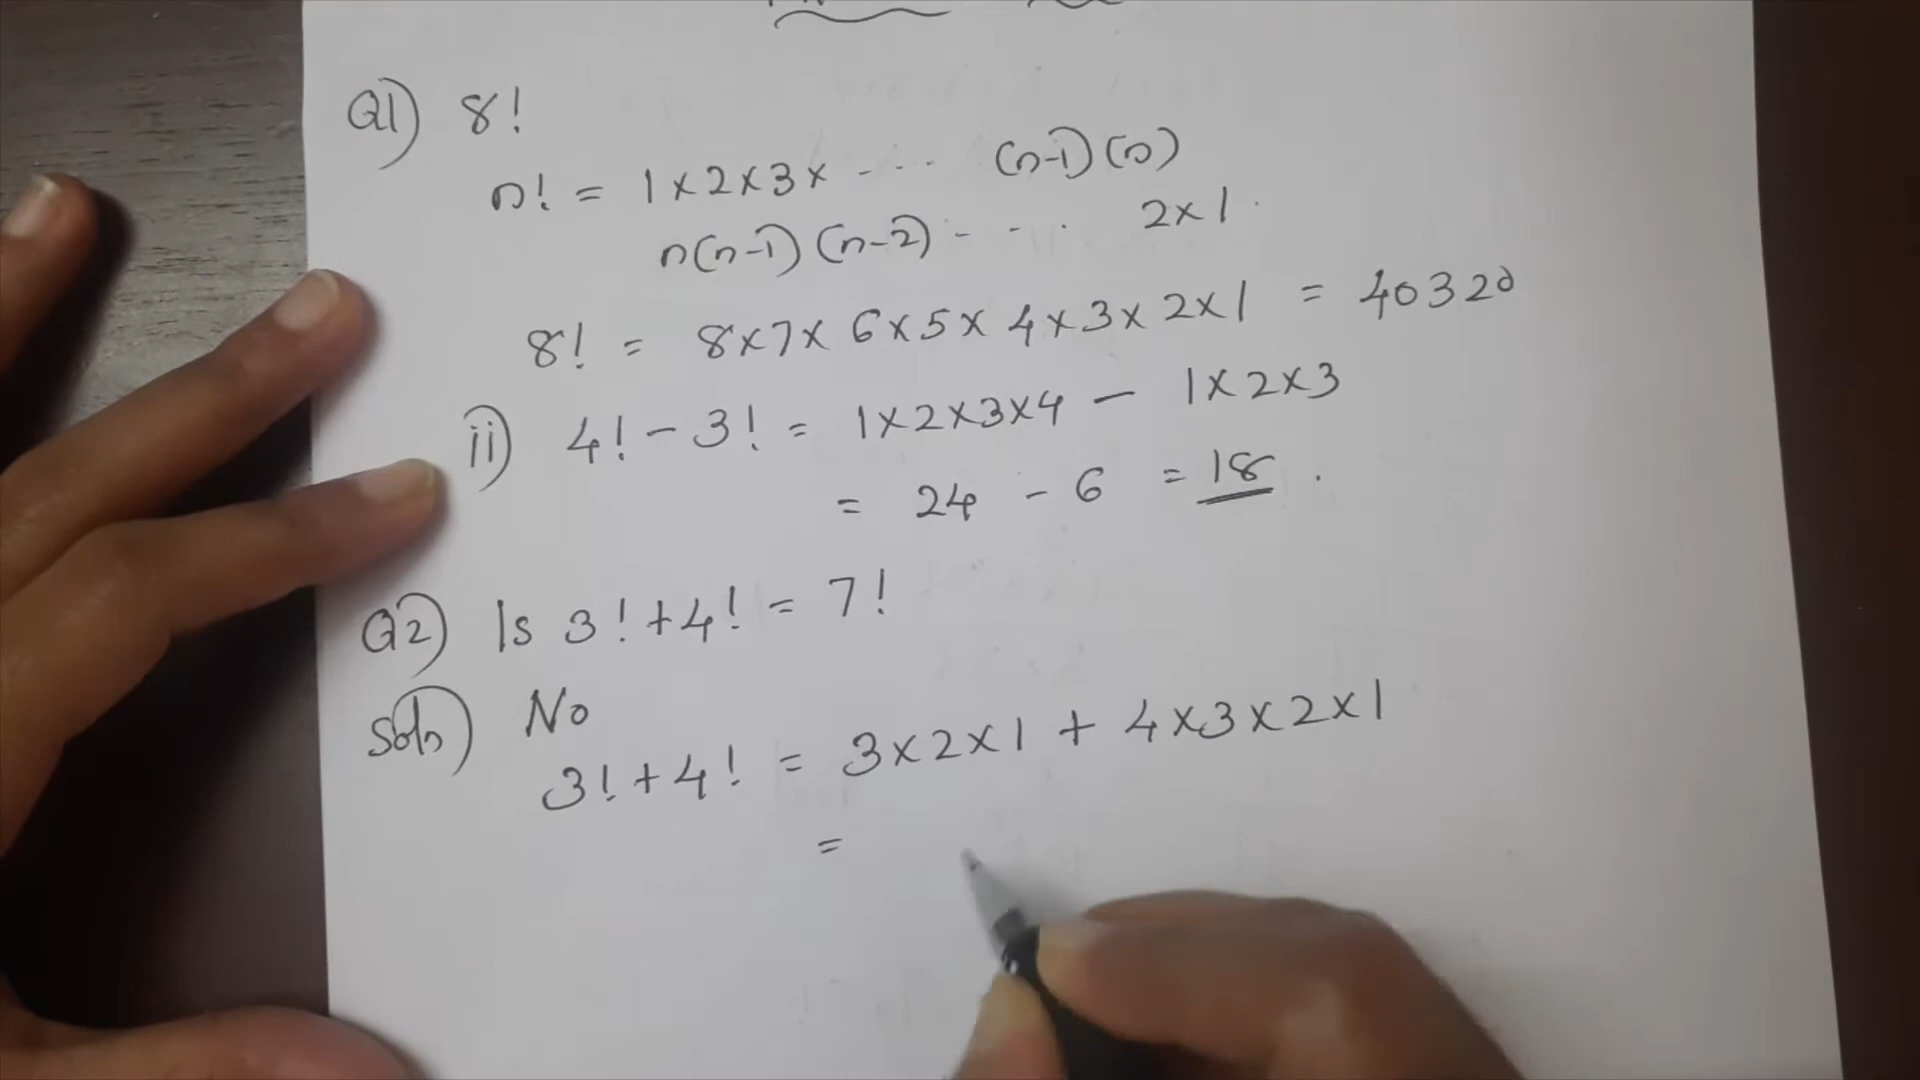 Q1) 8!
n! = 1×2×3× - - - - (n-1)(n)
n(n-1)(n-2) - - - . 2×1.
8! = 8×7×6×5×4×3×2×1 = 40320
ii) 4! - 3! = 1×2×3×4 - 1×2×3
= 24 - 6 = 18.
Q2) Is 3!+4! = 7!
Soln) No
3!+4! = 3×2×1 + 4×3×2×1
=